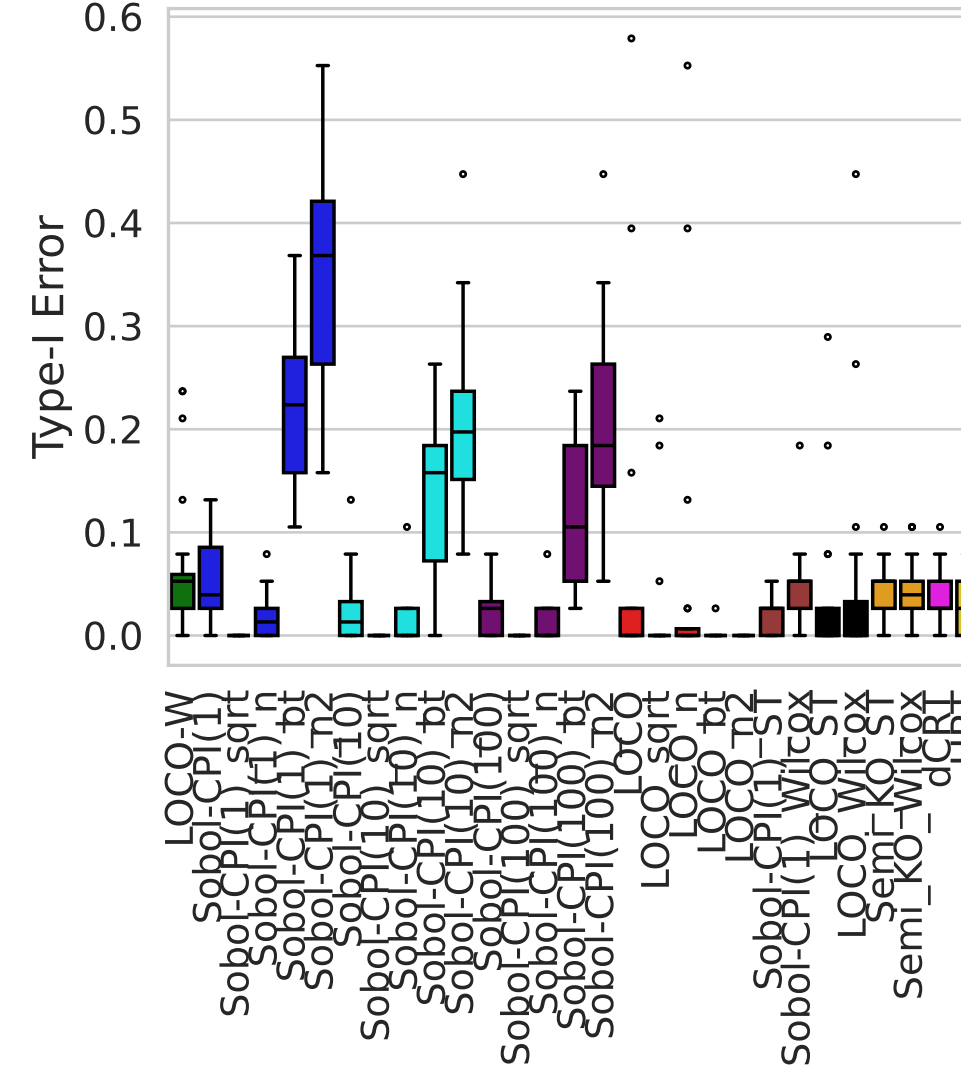 0.6
0.5
0.4
0.3
0.2
0.1
0.0
Type-I Error
LOCO-W
Sobol-CPI(1)
Sobol-CPI(1)_sqrt
Sobol-CPI(1)_n
Sobol-CPI(1)_pt
Sobol-CPI(1)_n2
Sobol-CPI(10)
Sobol-CPI(10)_sqrt
Sobol-CPI(10)_n
Sobol-CPI(10)_pt
Sobol-CPI(10)_n2
Sobol-CPI(100)
Sobol-CPI(100)_sqrt
Sobol-CPI(100)_n
Sobol-CPI(100)_pt
Sobol-CPI(100)_n2
LOCO
LOCO_sqrt
LOCO_n
LOCO_pt
LOCO_n2
Sobol-CPI(1)_ST
Sobol-CPI(1)_Wilcox
LOCO_ST
LOCO_Wilcox
Semi_KO_ST
Semi_KO_Wilcox
dCRT